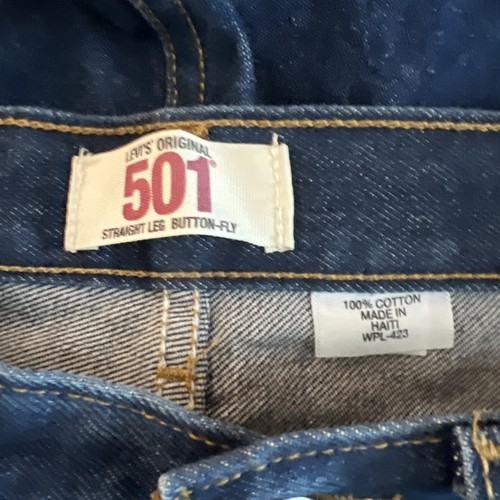 LEVI'S® ORIGINAL
501®
STRAIGHT LEG BUTTON-FLY
100% COTTON
MADE IN
HAITI
WPL-423